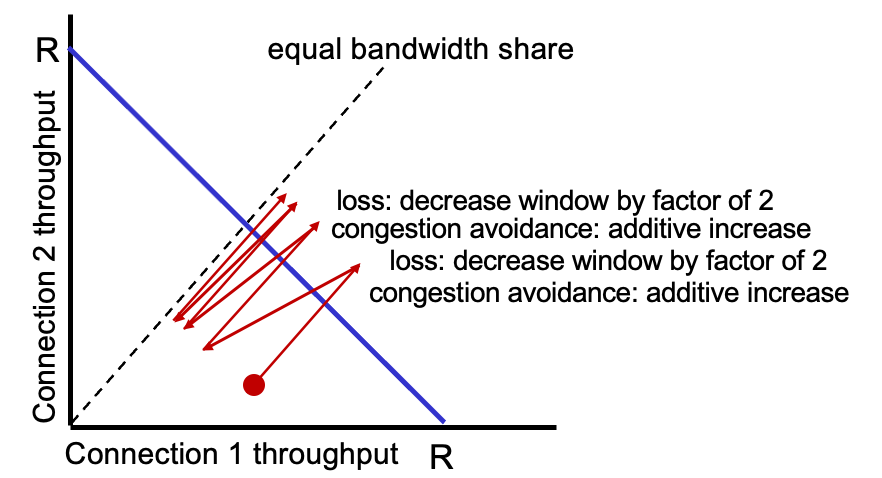 R
equal bandwidth share
Connection 2 throughput
loss: decrease window by factor of 2
congestion avoidance: additive increase
loss: decrease window by factor of 2
congestion avoidance: additive increase
Connection 1 throughput
R